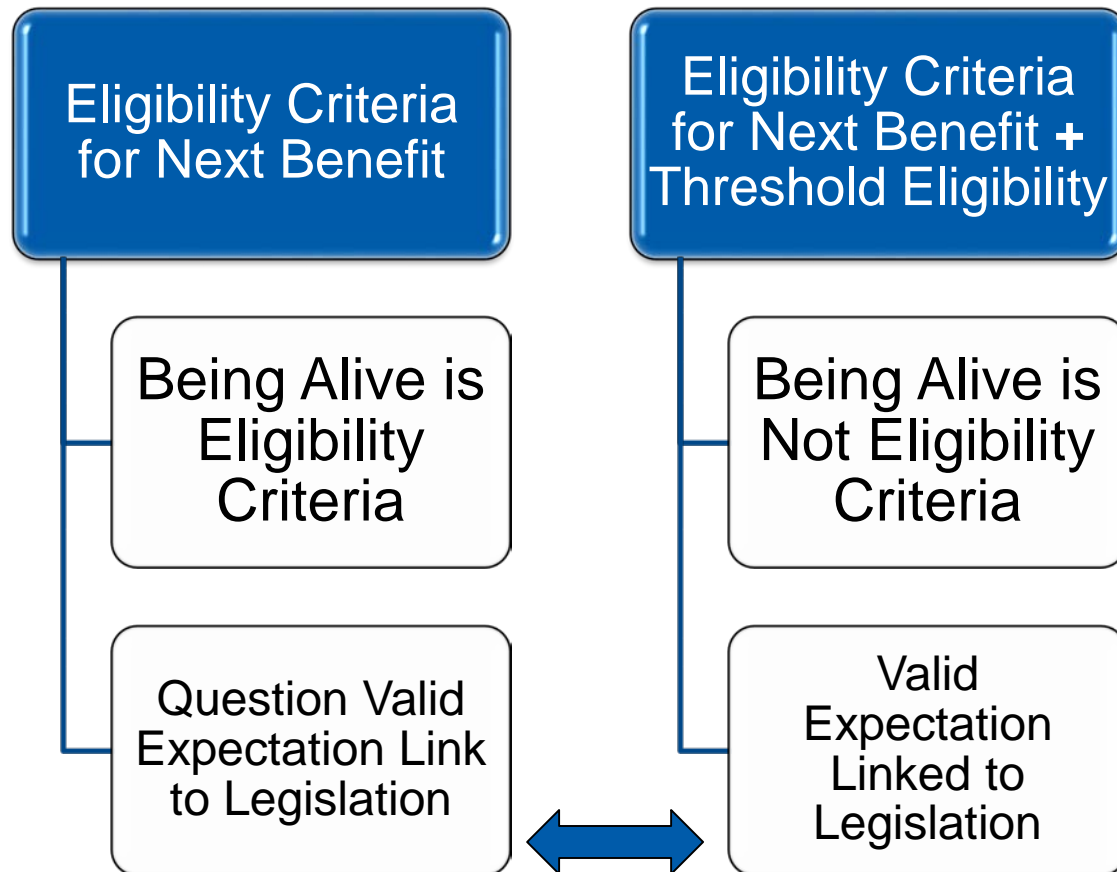 Eligibility Criteria
for Next Benefit
Being Alive is
Eligibility
Criteria
Question Valid
Expectation Link
to Legislation
Eligibility Criteria
for Next Benefit +
Threshold Eligibility
Being Alive is
Not Eligibility
Criteria
Valid
Expectation
Linked to
Legislation